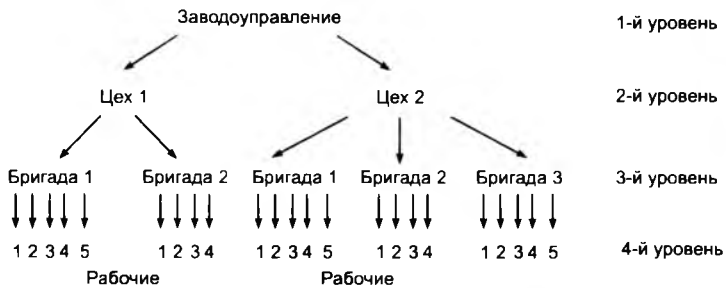 Заводоуправление 1-й уровень
Цех 1 Цех 2 2-й уровень
Бригада 1 Бригада 2 Бригада 1 Бригада 2 Бригада 3 3-й уровень
1 2 3 4 5 1 2 3 4 1 2 3 4 5 1 2 3 4 1 2 3 4 5 4-й уровень
Рабочие Рабочие